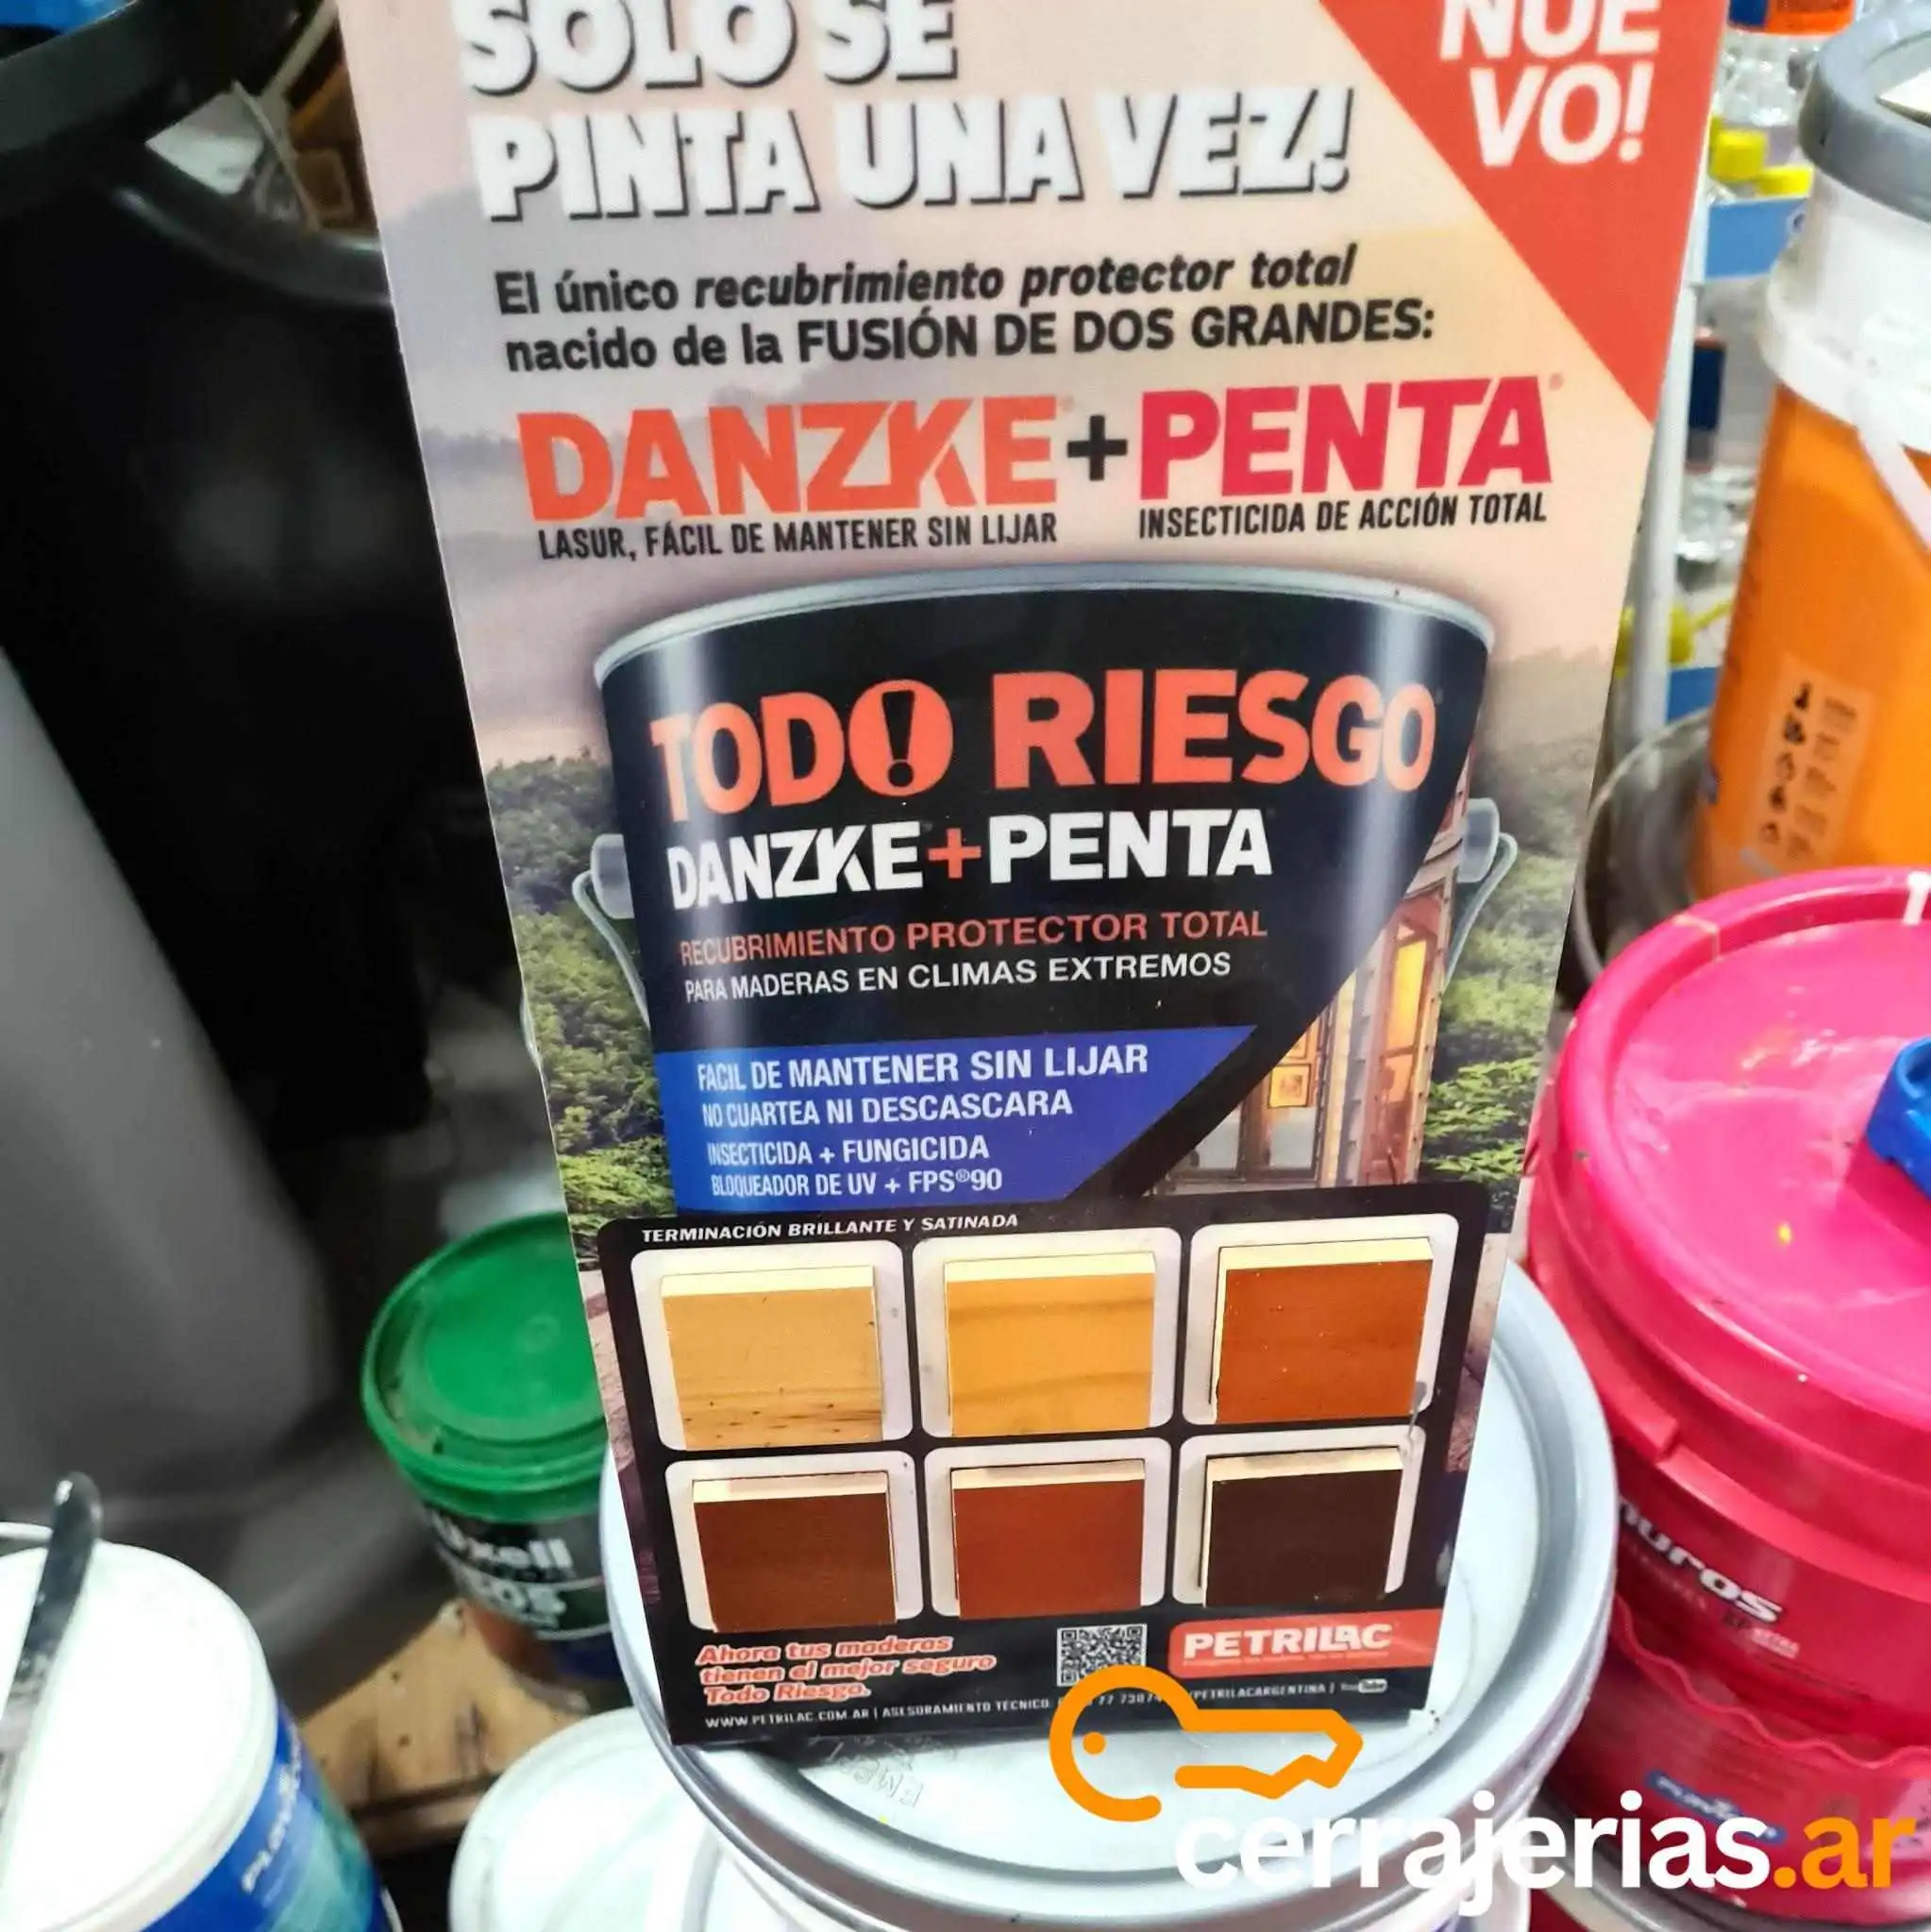 SOLO SE
PINTA UNA VEZ!
NUE
VO!
El único recubrimiento protector total
nacido de la FUSIÓN DE DOS GRANDES:
DANZKE®+PENTA®
LASUR, FÁCIL DE MANTENER SIN LIJAR
INSECTICIDA DE ACCIÓN TOTAL
TODO RIESGO
DANZKE+PENTA
RECUBRIMIENTO PROTECTOR TOTAL
PARA MADERAS EN CLIMAS EXTREMOS
FACIL DE MANTENER SIN LIJAR
NO CUARTEA NI DESCASCARA
INSECTICIDA + FUNGICIDA
BLOQUEADOR DE UV + FPS®90
TERMINACIÓN BRILLANTE Y SATINADA
Ahora tus maderas
tienen el mejor seguro
Todo Riesgo.
PETRILAC
WWW.PETRILAC.COM.AR | ASESORAMIENTO TÉCNICO
/PETRILACARGENTINA | YouTube
uros
cerrajerias.ar